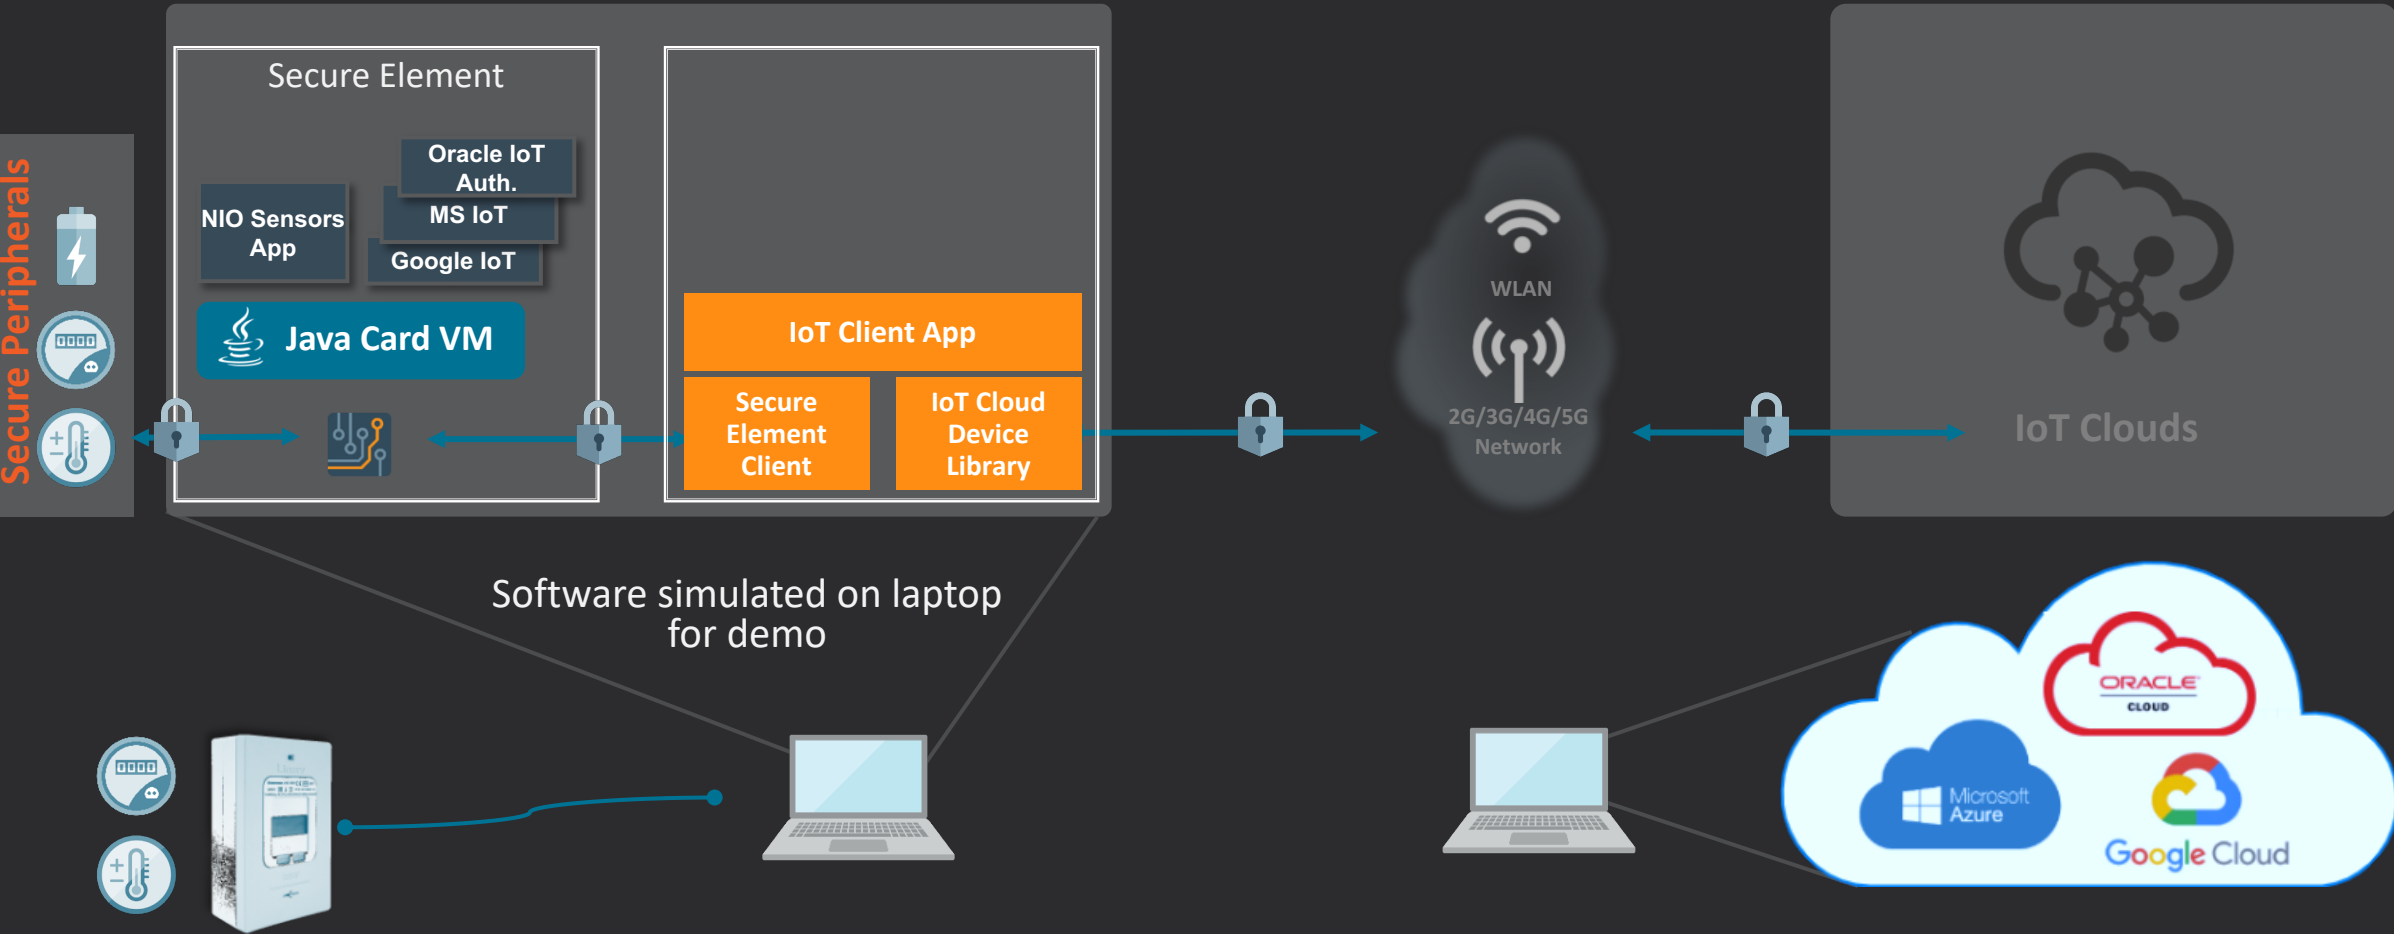 Secure Peripherals
Secure Element
Oracle IoT
Auth.
MS IoT
Google IoT
NIO Sensors
App
Java Card VM
IoT Client App
Secure
Element
Client
IoT Cloud
Device
Library
WLAN
2G/3G/4G/5G
Network
IoT Clouds
Software simulated on laptop
for demo
ORACLE
CLOUD
Microsoft
Azure
Google Cloud